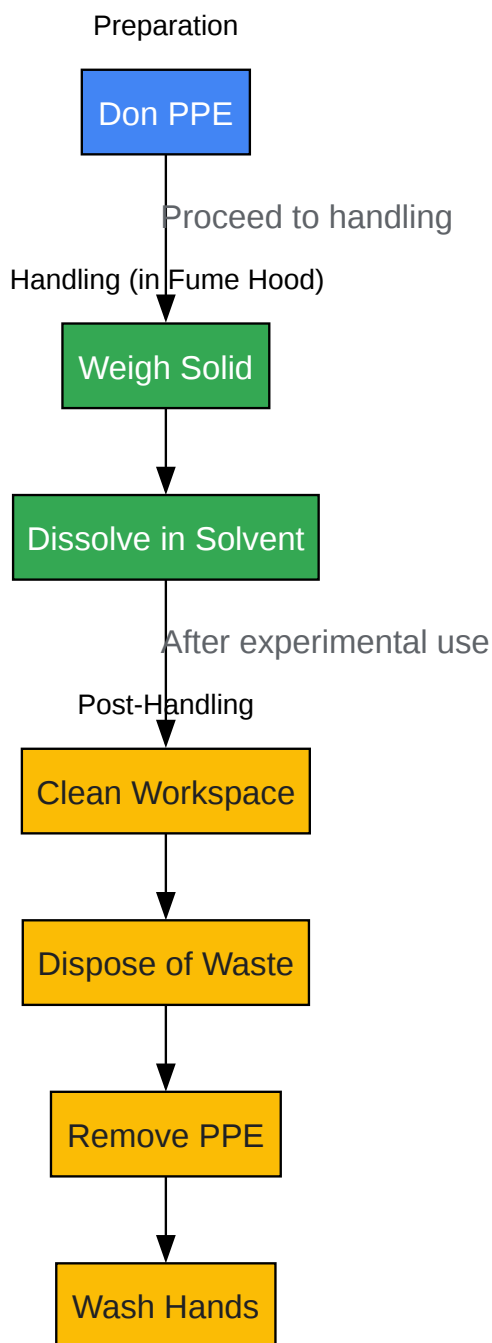 Preparation
Don PPE
Proceed to handling
Handling (in Fume Hood)
Weigh Solid
Dissolve in Solvent
After experimental use
Post-Handling
Clean Workspace
Dispose of Waste
Remove PPE
Wash Hands